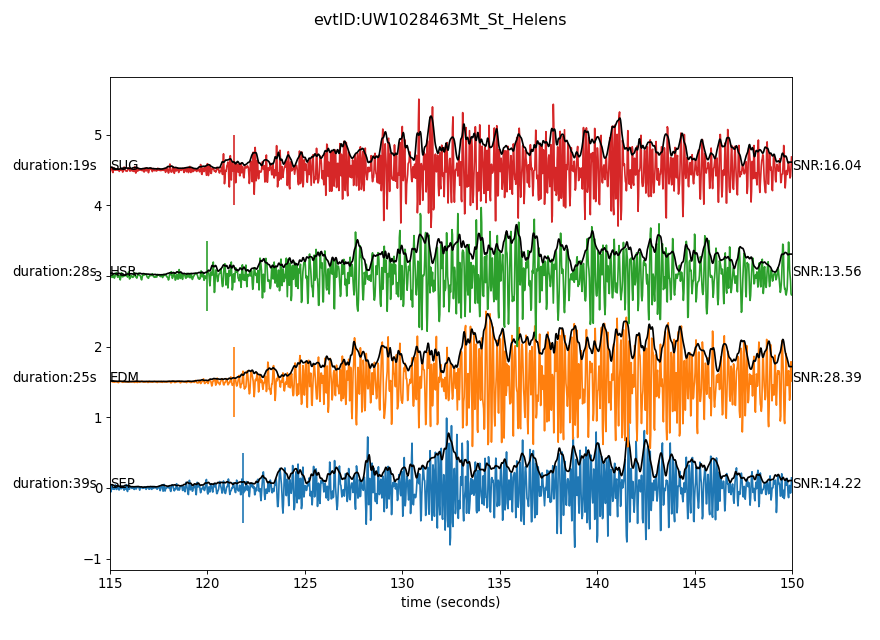 evtID:UW1028463Mt_St_Helens
5
duration:19s SUG SNR:16.04
4
duration:28s HSR SNR:13.56
3
2
duration:25s EDM SNR:28.39
1
duration:39s SEP SNR:14.22
0
−1
115 120 125 130 135 140 145 150
time (seconds)